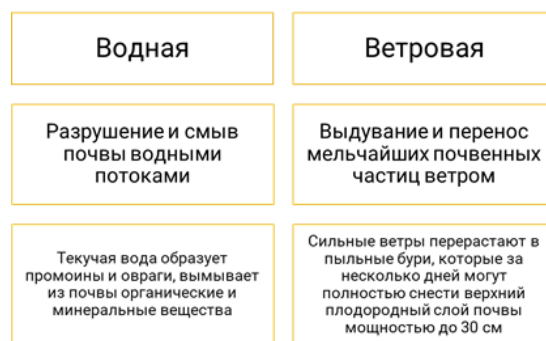 Водная
Ветровая
Разрушение и смыв
почвы водными
потоками
Выдувание и перенос
мельчайших почвенных
частиц ветром
Текучая вода образует
промоины и овраги, вымывает
из почвы органические и
минеральные вещества
Сильные ветры перерастают в
пыльные бури, которые за
несколько дней могут
полностью снести верхний
плодородный слой почвы
мощностью до 30 см